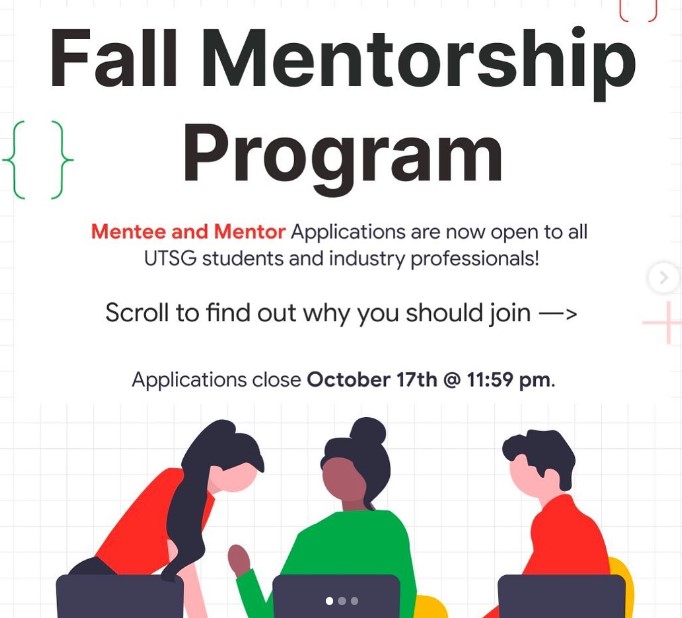 Fall Mentorship
Program
Mentee and Mentor Applications are now open to all
UTSG students and industry professionals!
Scroll to find out why you should join —>
Applications close October 17th @ 11:59 pm.